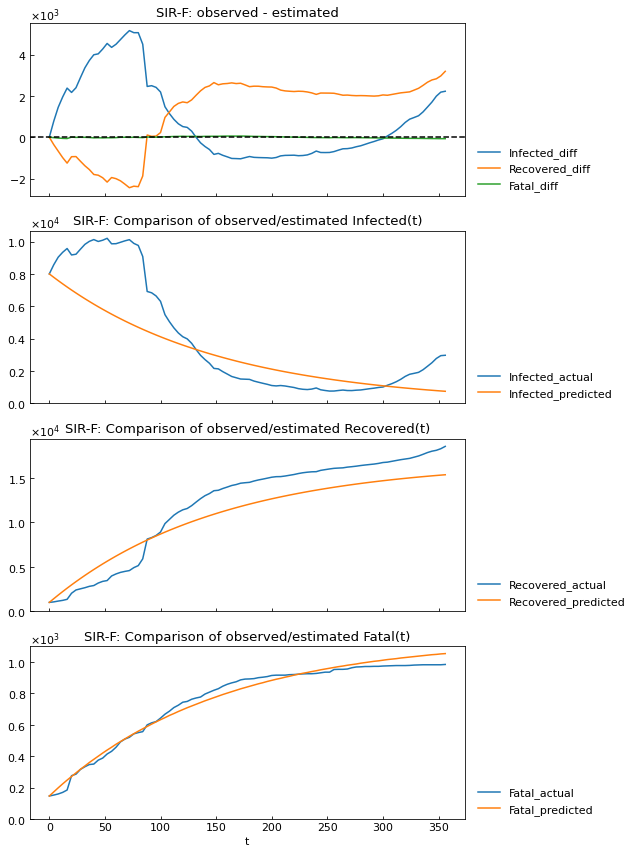 SIR-F: observed - estimated
×10³
4
2
0
−2
Infected_diff
Recovered_diff
Fatal_diff
SIR-F: Comparison of observed/estimated Infected(t)
×10⁴
1.0
0.8
0.6
0.4
0.2
0.0
Infected_actual
Infected_predicted
SIR-F: Comparison of observed/estimated Recovered(t)
×10⁴
1.5
1.0
0.5
0.0
Recovered_actual
Recovered_predicted
SIR-F: Comparison of observed/estimated Fatal(t)
×10³
1.0
0.8
0.6
0.4
0.2
0.0
Fatal_actual
Fatal_predicted
0 50 100 150 200 250 300 350
t